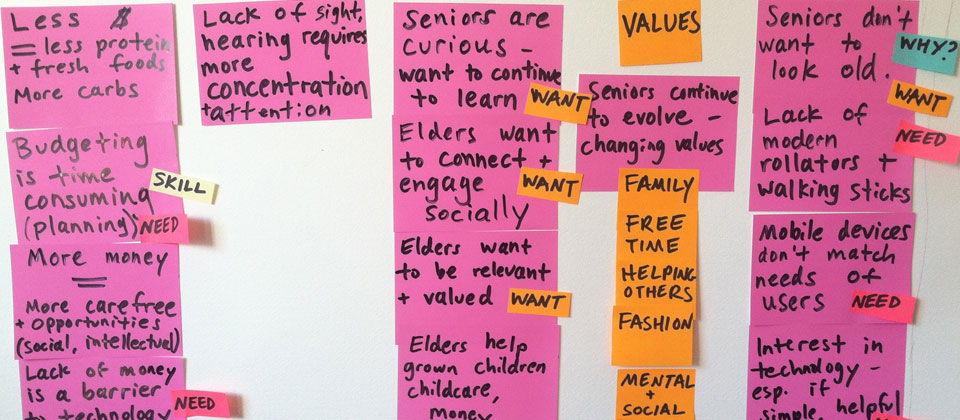 Less $
= less protein
+ fresh foods
More carbs
Budgeting
is time
consuming
(planning)
SKILL
NEED
More money
=
More carefree
+ opportunities
(social, intellectual)
Lack of money
is a barrier
to technology
NEED
Lack of sight,
hearing requires
more
concentration
+ attention
Seniors are
curious –
want to continue
to learn
WANT
Elders want
to connect +
engage
socially
WANT
Elders want
to be relevant
+ valued
WANT
Elders help
grown children
childcare,
money
VALUES
Seniors continue
to evolve –
changing values
FAMILY
FREE
TIME
HELPING
OTHERS
FASHION
MENTAL
+
SOCIAL
Seniors don't
want to
look old.
WHY?
WANT
Lack of
modern
rollators +
walking sticks
NEED
Mobile devices
don't match
needs of
users
NEED
Interest in
technology –
esp. if
simple, helpful